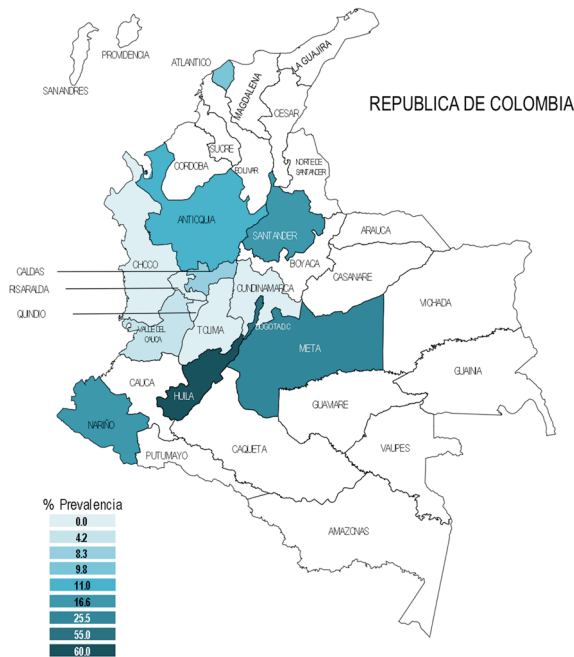 PROVIDENCIA
SAN ANDRES
ATLANTICO
LA GUAJIRA
MAGDALENA
CESAR
REPUBLICA DE COLOMBIA
SUCRE
CORDOBA
BOLIVAR
NORTE DE
SANTANDER
ANTIOQUIA
SANTANDER
ARAUCA
CHOCO
BOYACA
CALDAS
CASANARE
RISARALDA
CUNDINAMARCA
VICHADA
QUINDIO
VALLE DEL
CAUCA
TOLIMA
BOGOTA D.C
META
GUAINIA
CAUCA
HUILA
GUAVIARE
NARIÑO
CAQUETA
VAUPES
PUTUMAYO
AMAZONAS
% Prevalencia
0.0
4.2
8.3
9.8
11.0
16.6
25.5
55.0
60.0